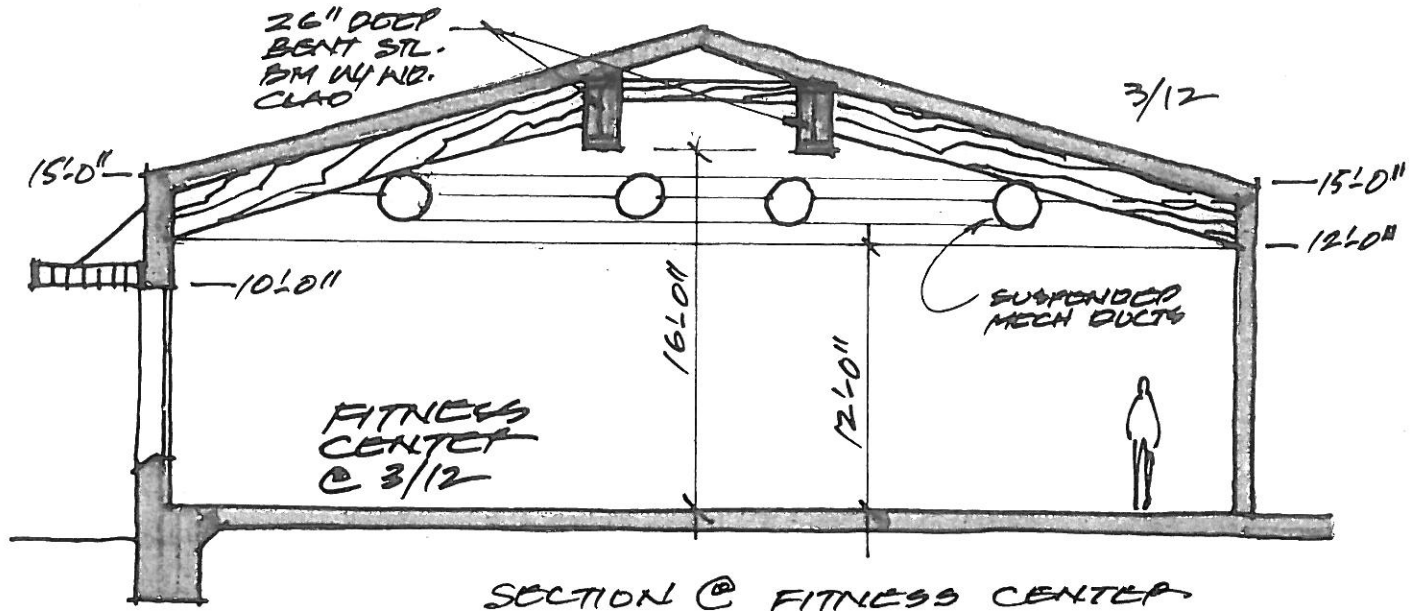 26" DEEP
BENT STL.
BM W/ WD.
CLAD
3/12
15'-0"
15'-0"
12'-0"
10'-0"
16'-0"
12'-0"
SUSPENDED
MECH DUCTS
FITNESS
CENTER
@ 3/12
SECTION @ FITNESS CENTER